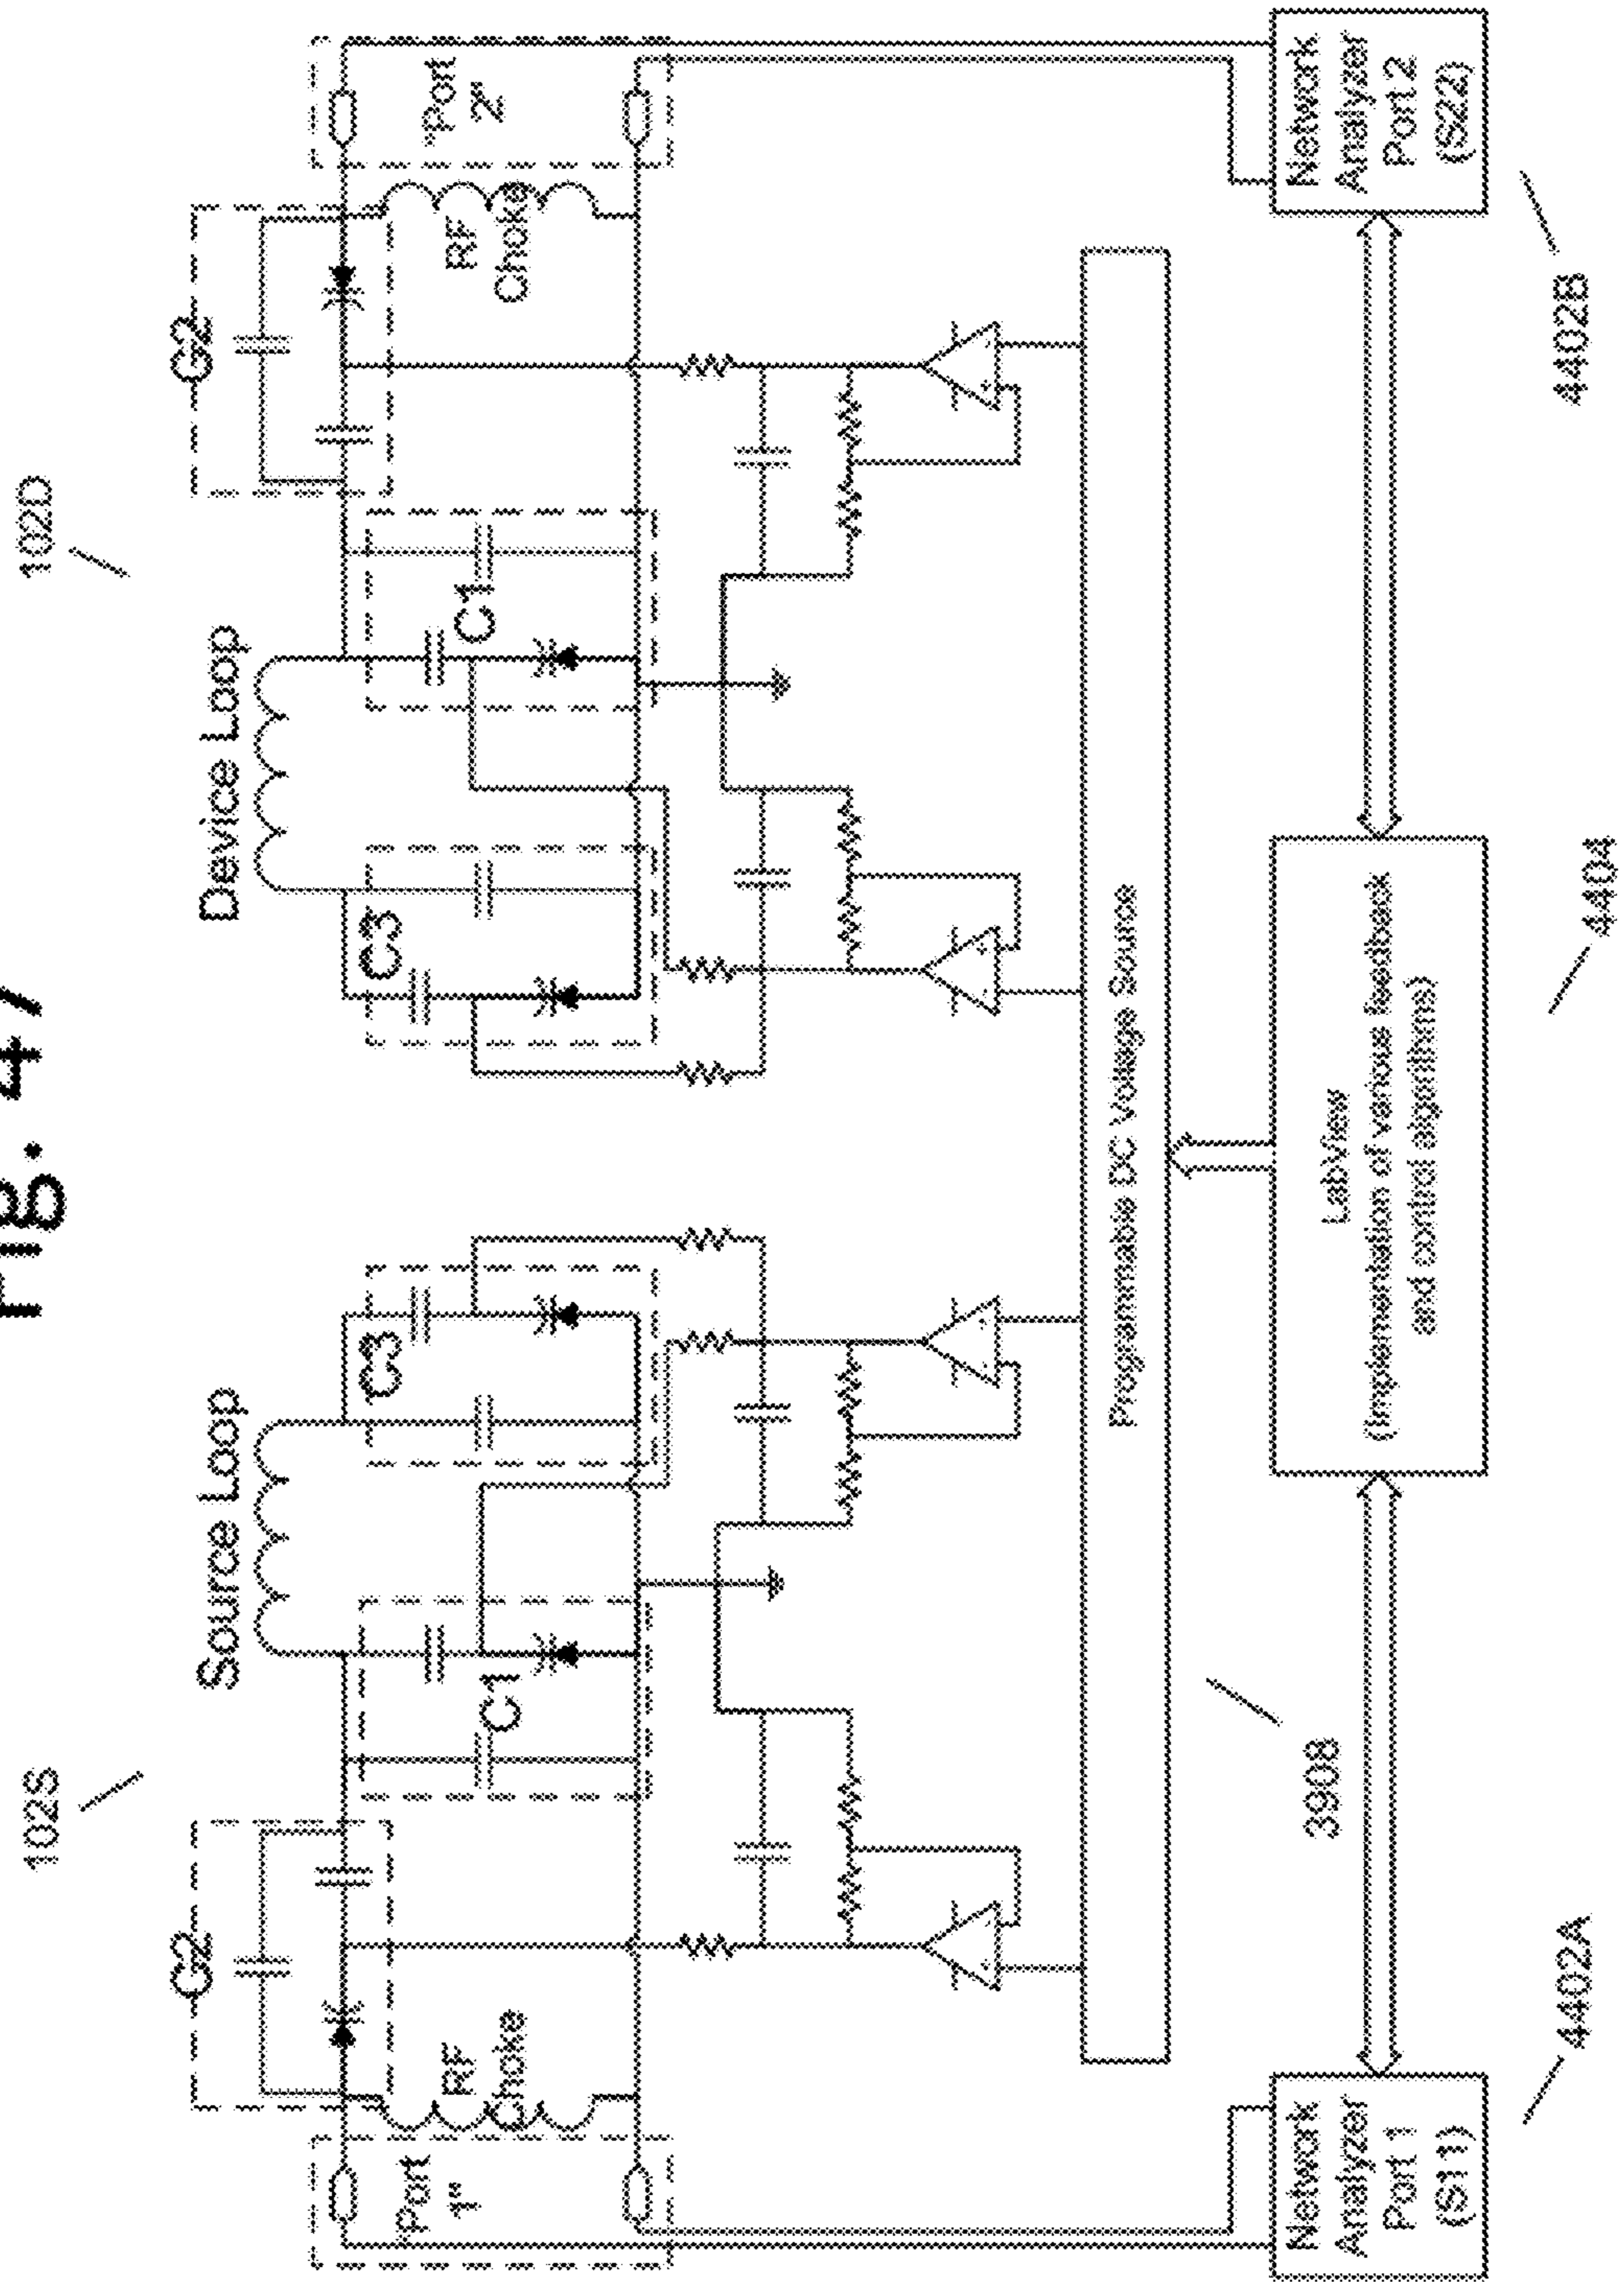 Fig. 47
102S
102D
Source Loop
Device Loop
C2
C1
C3
C3
C1
C2
"Port
1"
RF
Choke
RF
Choke
"Port
2"
Programmable DC Voltage Source
3908
Network
Analyzer
Port 1
(S11)
LabView
(Implementation of various feedback
and control algorithms)
Network
Analyzer
Port 2
(S22)
4402A
4404
4402B